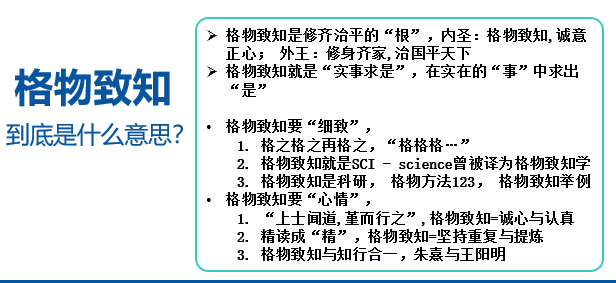 格物致知
到底是什么意思?
➢ 格物致知是修齐治平的“根”，内圣：格物致知,诚意
正心； 外王：修身齐家,治国平天下
➢ 格物致知就是“实事求是”，在实在的“事”中求出
“是”
• 格物致知要“细致”，
1. 格之格之再格之，“格格格…”
2. 格物致知就是SCI - science曾被译为格物致知学
3. 格物致知是科研， 格物方法123， 格物致知举例
• 格物致知要“心情”，
1. “上士闻道,堇而行之”,格物致知=诚心与认真
2. 精读成“精”，格物致知=坚持重复与提炼
3. 格物致知与知行合一，朱熹与王阳明